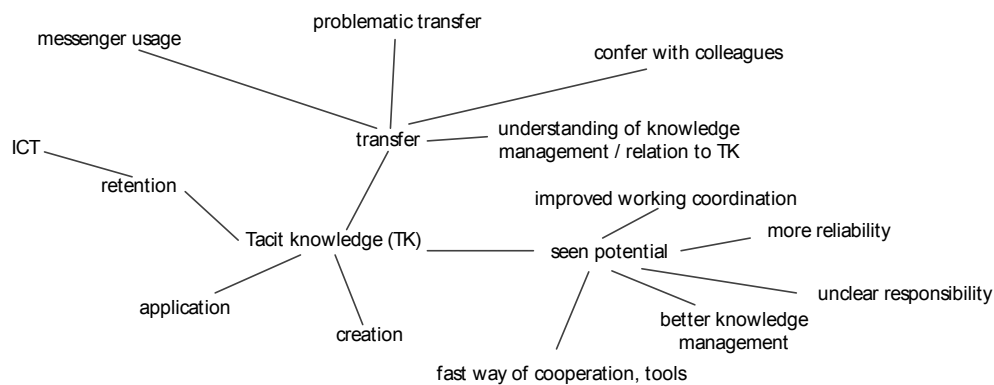 problematic transfer
messenger usage
confer with colleagues
understanding of knowledge
management / relation to TK
transfer
ICT
retention
improved working coordination
more reliability
Tacit knowledge (TK)
seen potential
unclear responsibility
application
better knowledge
management
creation
fast way of cooperation, tools